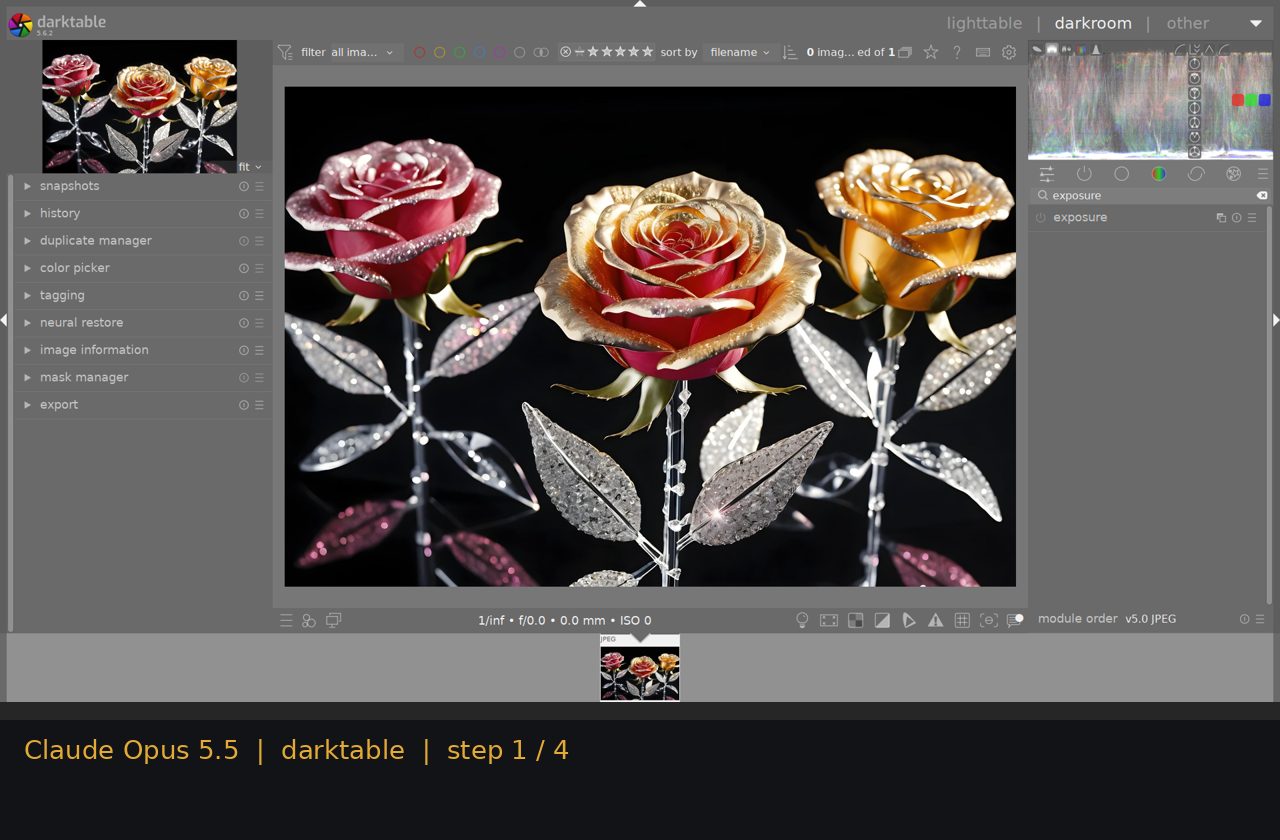 darktable
5.6.2
lighttable | darkroom | other
filter all ima... sort by filename 0 imag... ed of 1
fit
snapshots
history
duplicate manager
color picker
tagging
neural restore
image information
mask manager
export
exposure
exposure
1/inf • f/0.0 • 0.0 mm • ISO 0
module order v5.0 JPEG
JPEG
Claude Opus 5.5 | darktable | step 1 / 4